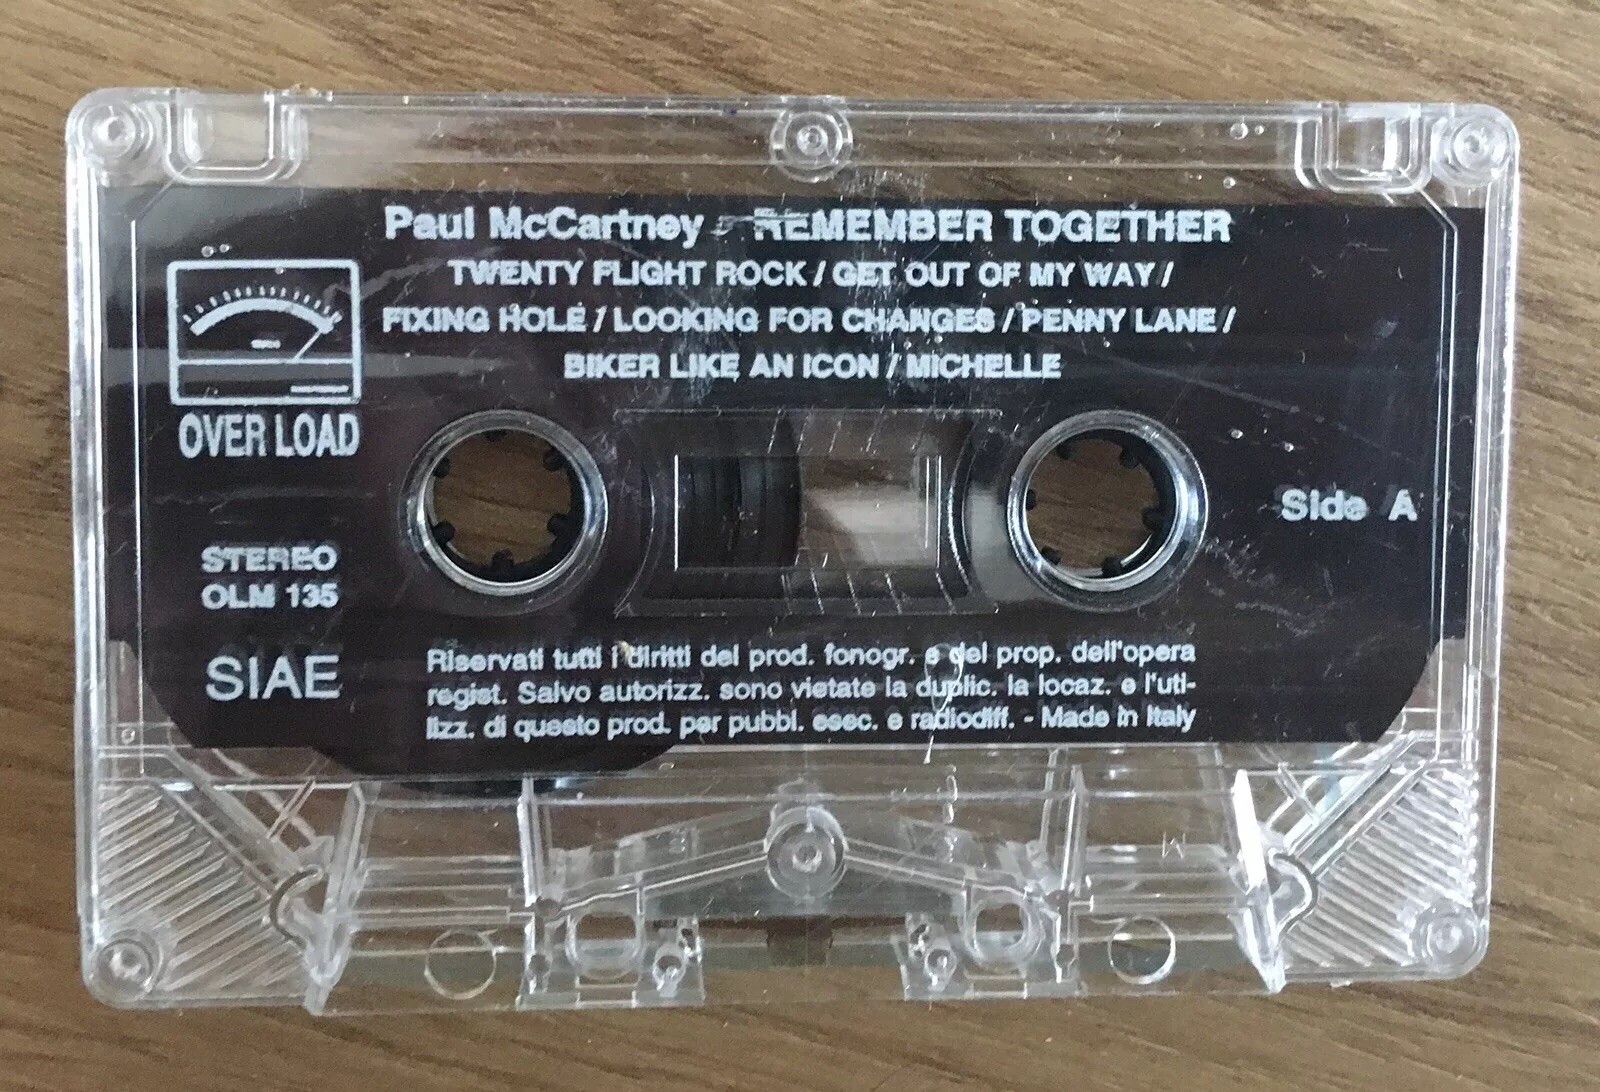 Paul McCartney - REMEMBER TOGETHER
TWENTY FLIGHT ROCK / GET OUT OF MY WAY /
FIXING HOLE / LOOKING FOR CHANGES / PENNY LANE /
BIKER LIKE AN ICON / MICHELLE
OVER LOAD
Side A
STEREO
OLM 135
SIAE
Riservati tutti i diritti del prod. fonogr. e del prop. dell'opera
regist. Salvo autorizz. sono vietate la duplic. la locaz. e l'uti-
lizz. di questo prod. per pubbl. esec. e radiodiff. - Made in Italy
M